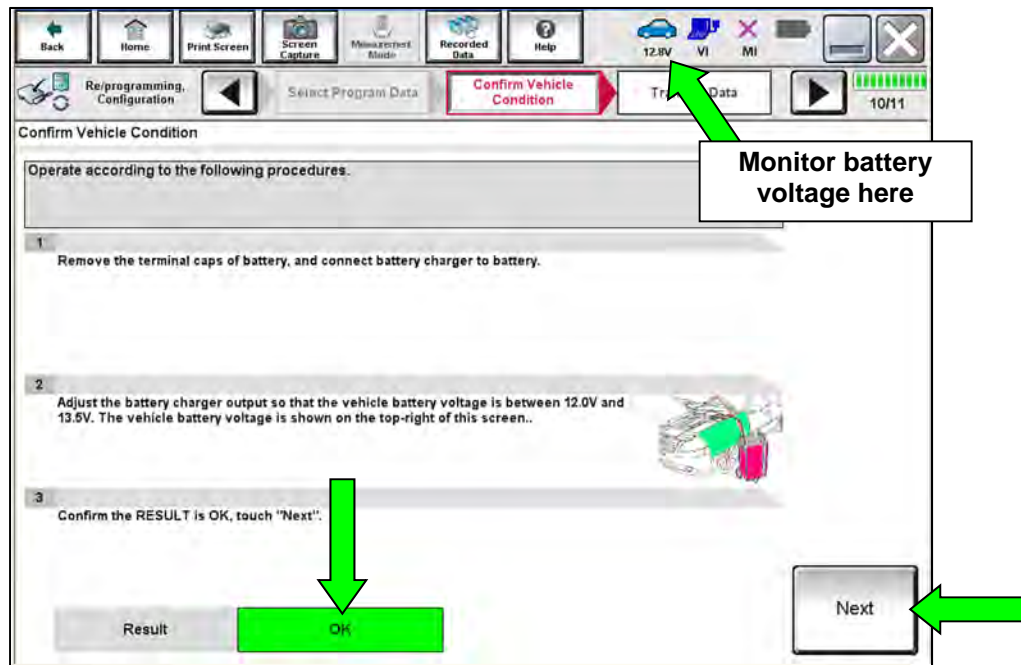 Back
Home
Print Screen
Screen
Capture
Measurement
Mode
Recorded
Data
Help
12.8V
VI
MI
Re/programming,
Configuration
Select Program Data
Confirm Vehicle
Condition
Data
10/11
Confirm Vehicle Condition
Monitor battery
voltage here
Operate according to the following procedures.
1
Remove the terminal caps of battery, and connect battery charger to battery.
2
Adjust the battery charger output so that the vehicle battery voltage is between 12.0V and
13.5V. The vehicle battery voltage is shown on the top-right of this screen..
3
Confirm the RESULT is OK, touch "Next".
Result
OK
Next